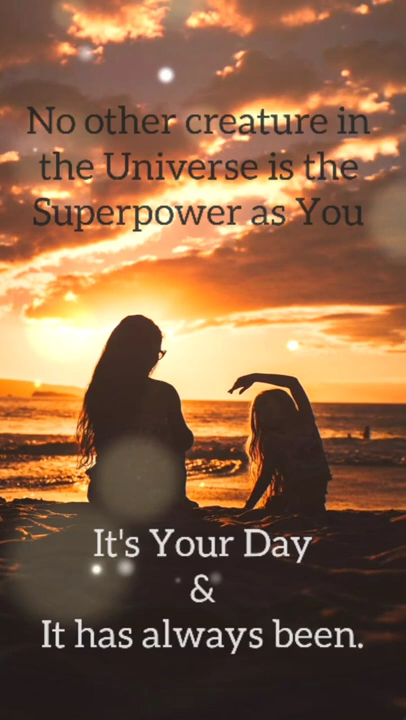 No other creature in
the Universe is the
Superpower as You
It's Your Day
&
It has always been.